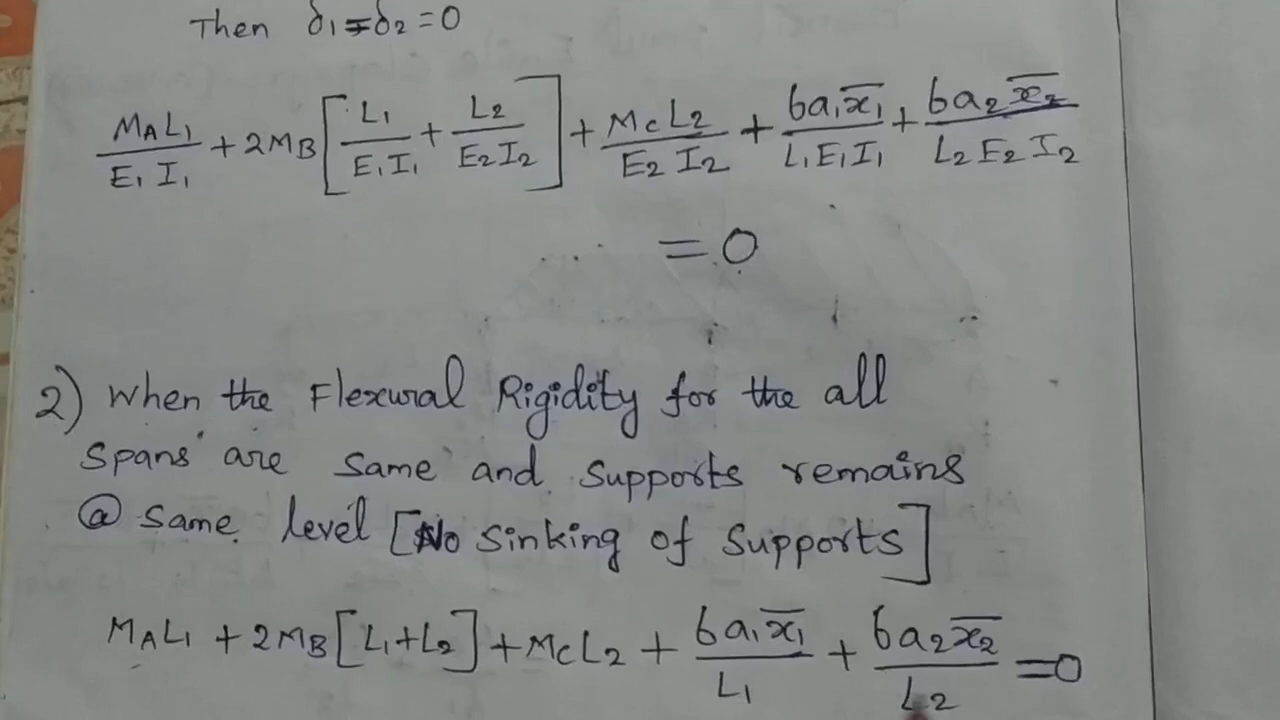 Then δ₁=δ₂=0
MAL₁/E₁I₁ + 2MB[L₁/E₁I₁ + L₂/E₂I₂] + McL₂/E₂I₂ + 6a₁x̄₁/L₁E₁I₁ + 6a₂x̄₂/L₂E₂I₂
=0
2) When the Flexural Rigidity for the all
Spans are same and supports remains
@ same level [No sinking of supports]
MAL₁ + 2MB[L₁+L₂] + McL₂ + 6a₁x̄₁/L₁ + 6a₂x̄₂/L₂ =0